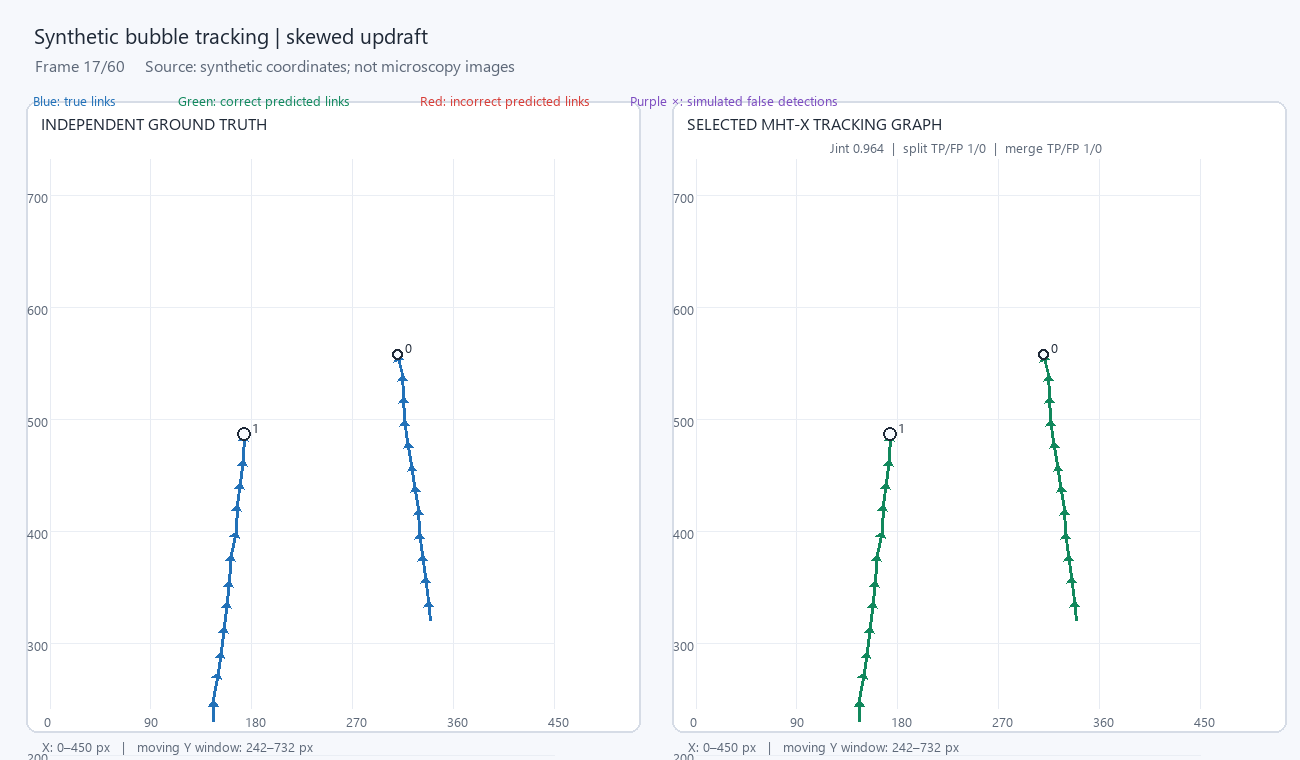 Synthetic bubble tracking | skewed updraft
Frame 17/60 Source: synthetic coordinates; not microscopy images
Blue: true links Green: correct predicted links Red: incorrect predicted links Purple ×: simulated false detections
INDEPENDENT GROUND TRUTH
700
600
500
400
300
0
1
0 90 180 270 360 450
X: 0–450 px | moving Y window: 242–732 px
200
SELECTED MHT-X TRACKING GRAPH
Jint 0.964 | split TP/FP 1/0 | merge TP/FP 1/0
700
600
500
400
300
0
1
0 90 180 270 360 450
X: 0–450 px | moving Y window: 242–732 px
200